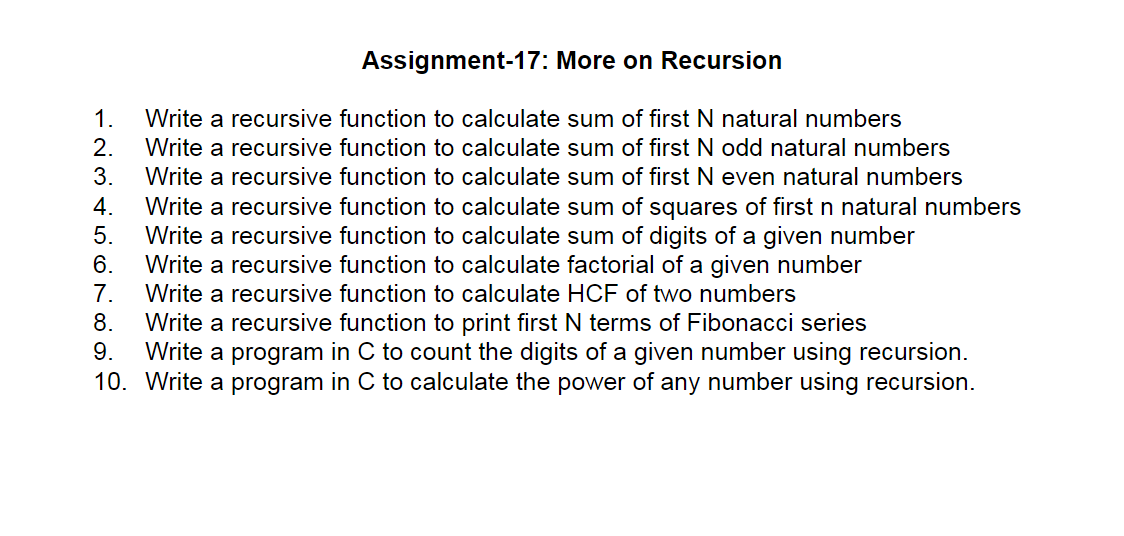 Assignment-17: More on Recursion
1. Write a recursive function to calculate sum of first N natural numbers
2. Write a recursive function to calculate sum of first N odd natural numbers
3. Write a recursive function to calculate sum of first N even natural numbers
4. Write a recursive function to calculate sum of squares of first n natural numbers
5. Write a recursive function to calculate sum of digits of a given number
6. Write a recursive function to calculate factorial of a given number
7. Write a recursive function to calculate HCF of two numbers
8. Write a recursive function to print first N terms of Fibonacci series
9. Write a program in C to count the digits of a given number using recursion.
10. Write a program in C to calculate the power of any number using recursion.